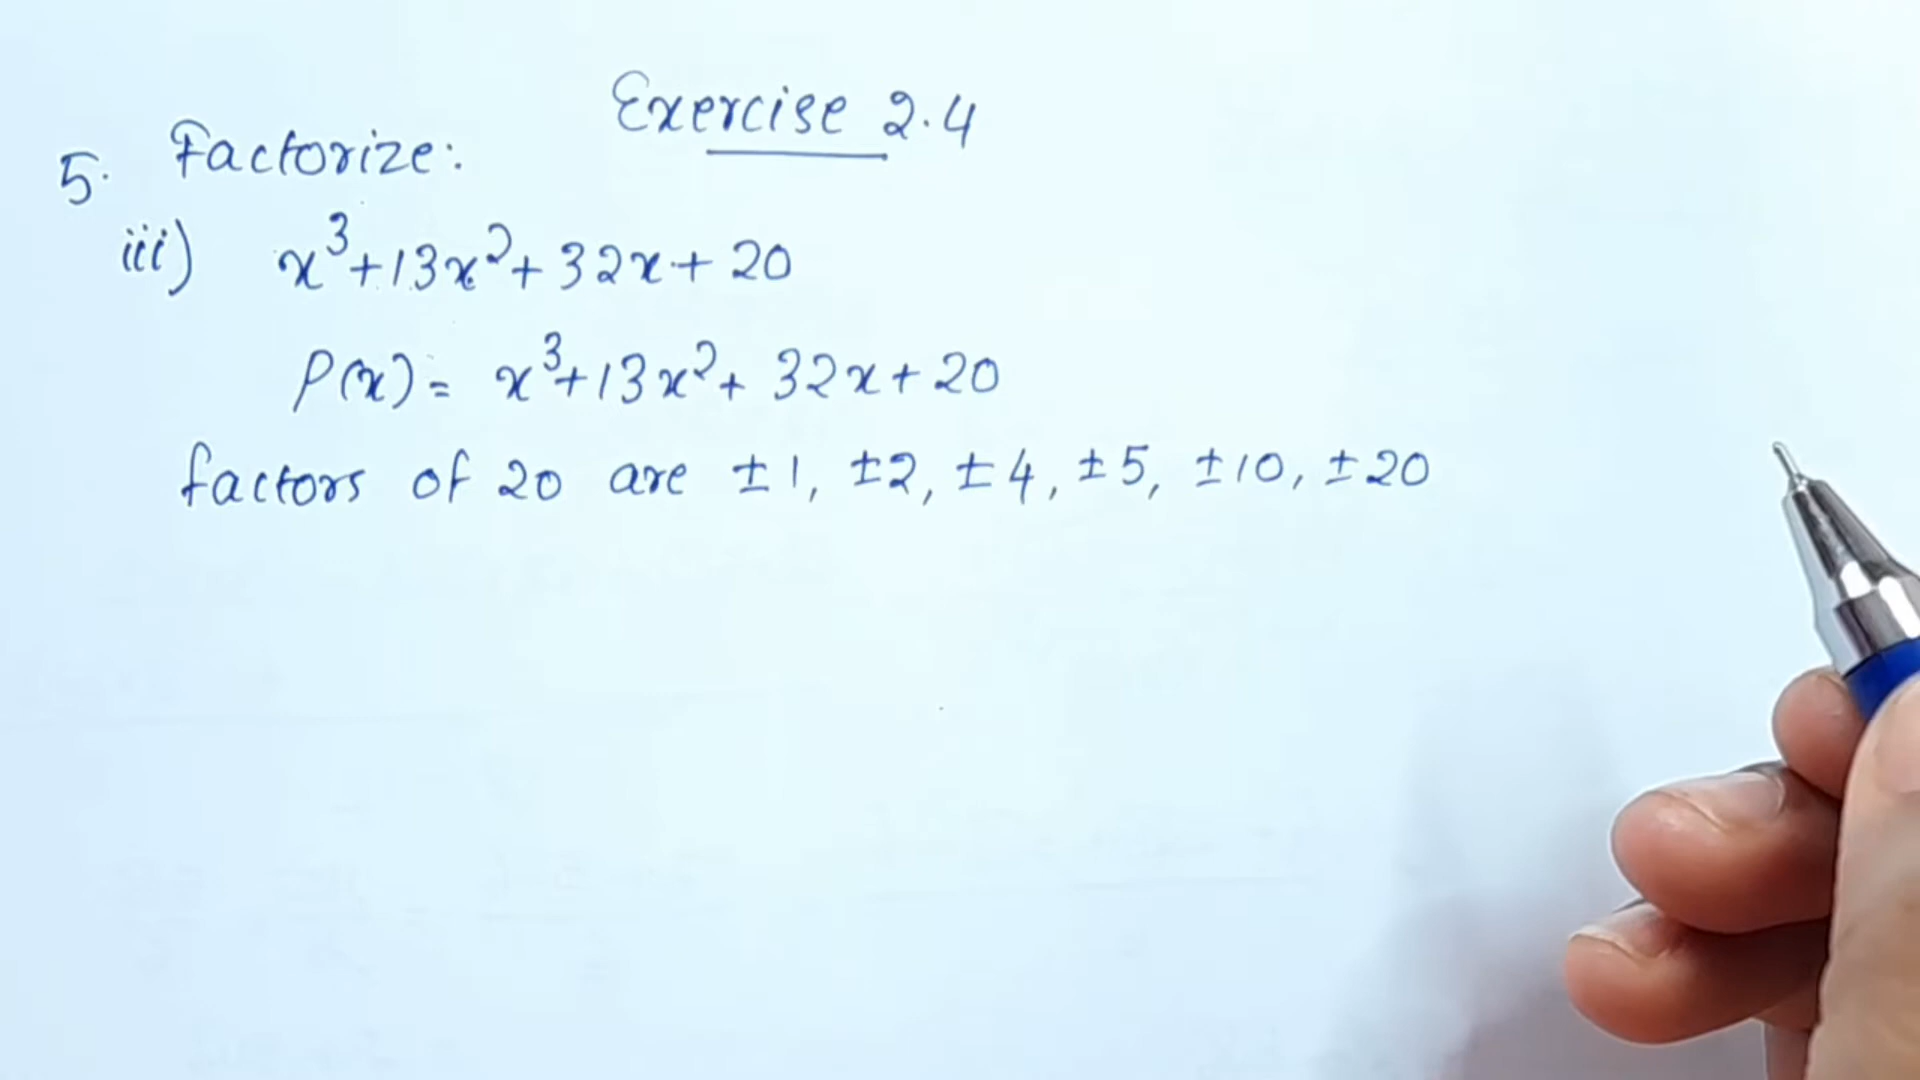 Exercise 2.4
5. Factorize:
iii) x³+13x²+32x+20
P(x)= x³+13x²+32x+20
factors of 20 are ±1, ±2, ±4, ±5, ±10, ±20